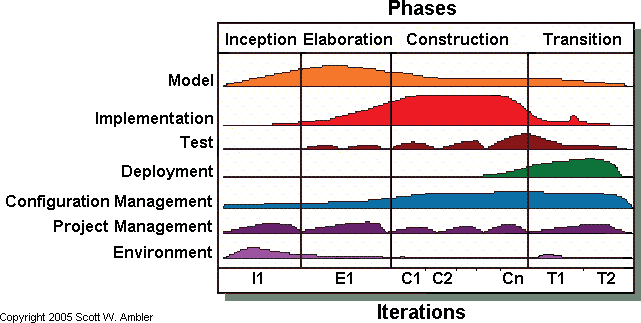 Phases
Inception Elaboration Construction Transition
Model
Implementation
Test
Deployment
Configuration Management
Project Management
Environment
I1 E1 C1 C2 Cn T1 T2
Copyright 2005 Scott W. Ambler
Iterations